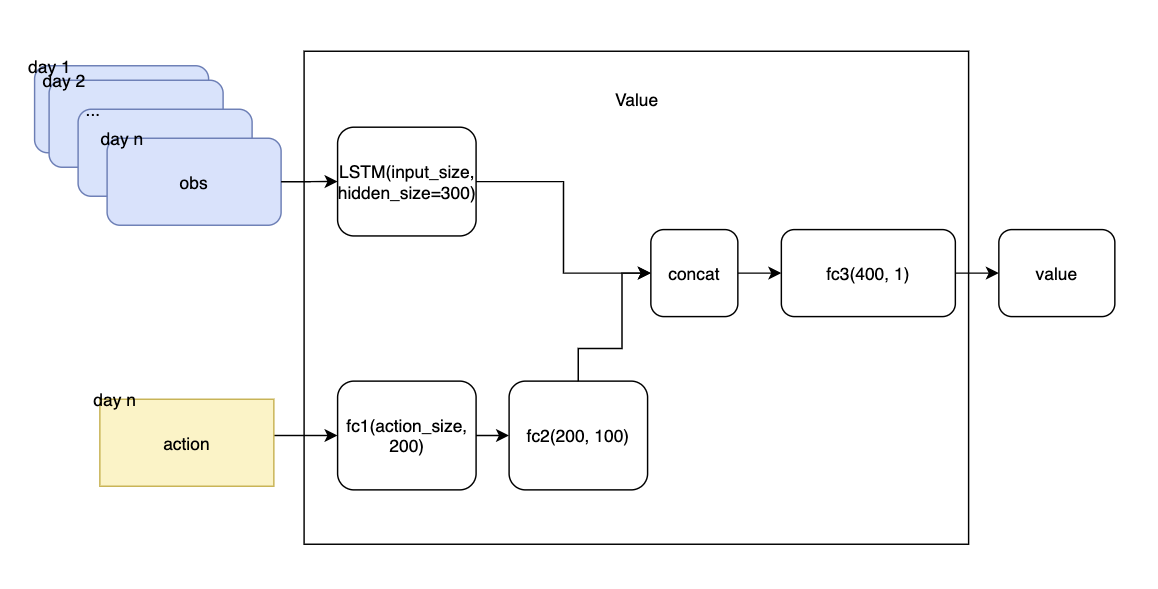 day 1
day 2
...
day n
obs
Value
LSTM(input_size,
hidden_size=300)
concat
fc3(400, 1)
value
day n
action
fc1(action_size,
200)
fc2(200, 100)